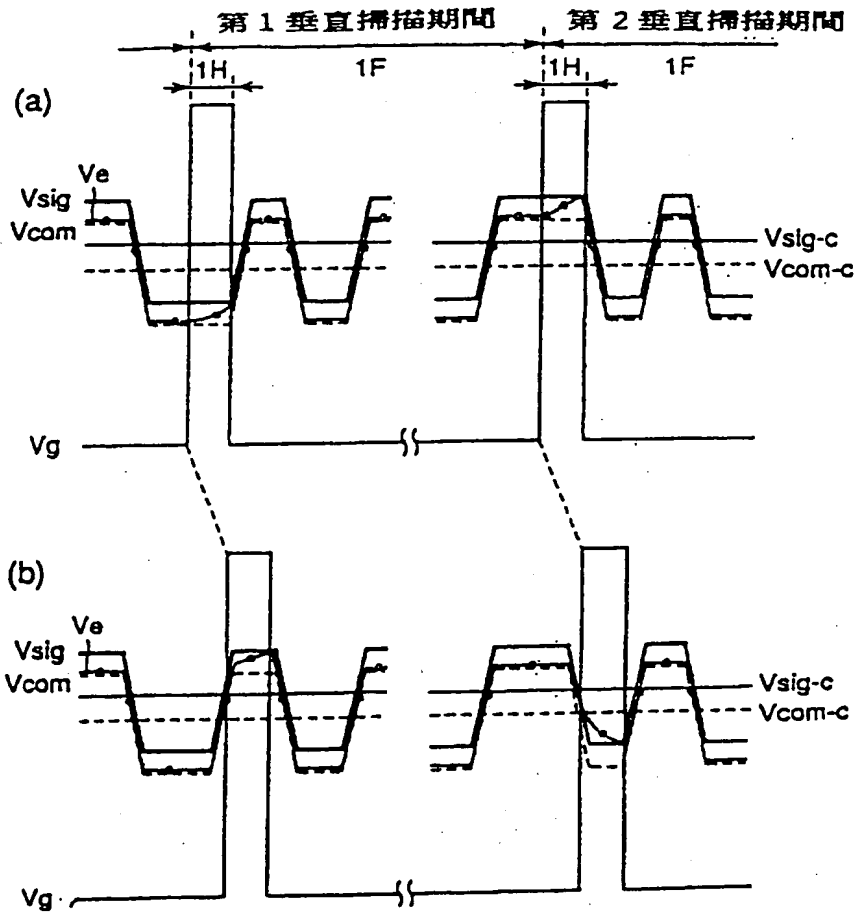 第1垂直掃描期間 第2垂直掃描期間
1H 1F 1H 1F
(a)
Ve
Vsig
Vcom
Vsig-c
Vcom-c
Vg
(b)
Ve
Vsig
Vcom
Vsig-c
Vcom-c
Vg